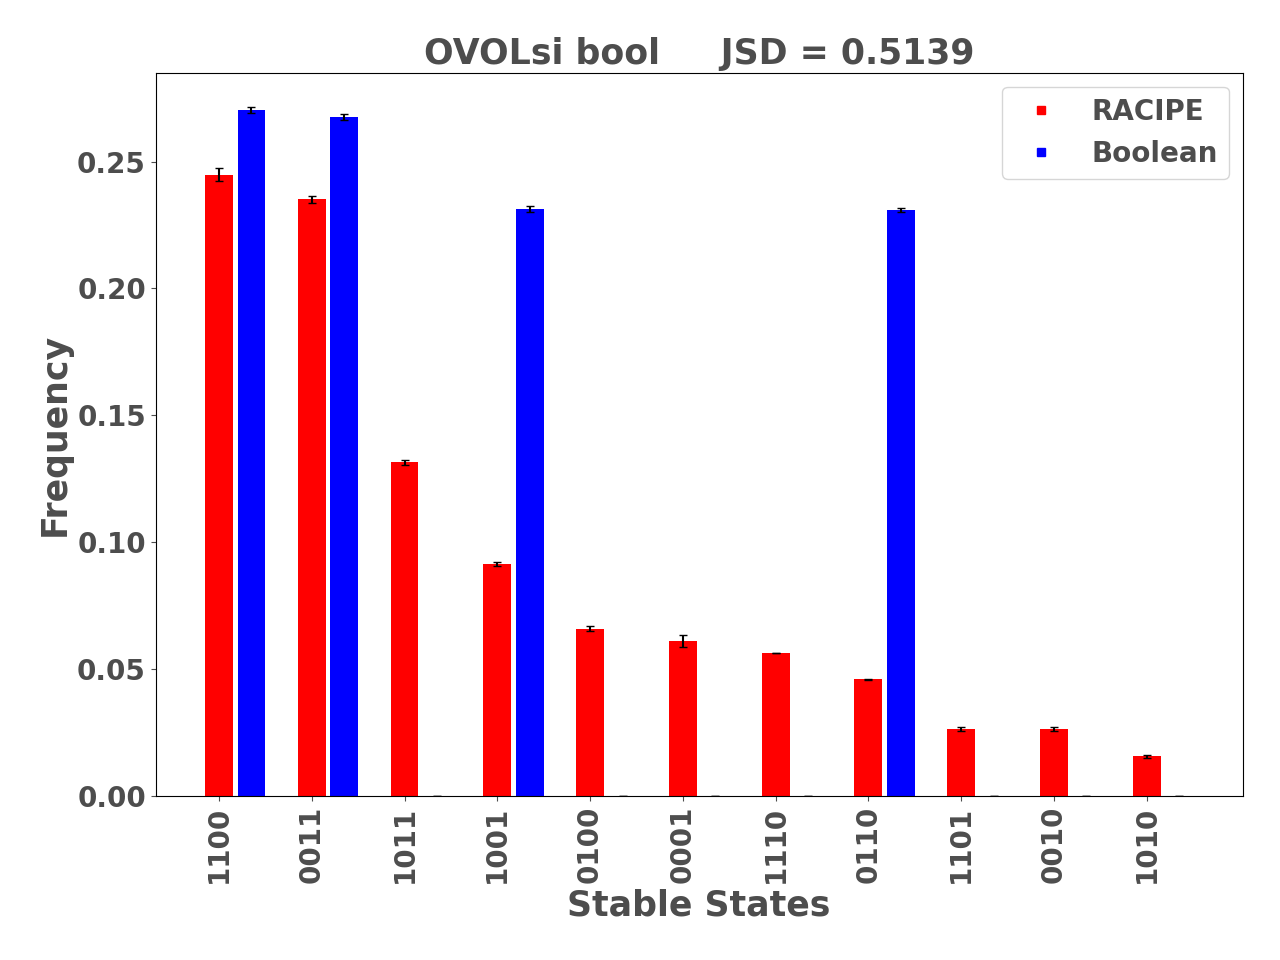 OVOLsi bool JSD = 0.5139
RACIPE
Boolean
Frequency
0.25
0.20
0.15
0.10
0.05
0.00
1100 0011 1011 1001 0100 0001 1110 0110 1101 0010 1010
Stable States